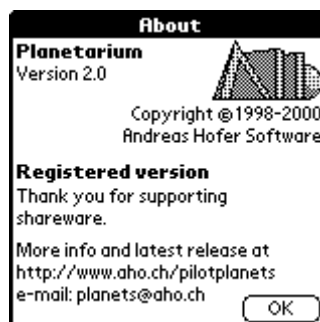 About
Planetarium
Version 2.0
Copyright ©1998-2000
Andreas Hofer Software
Registered version
Thank you for supporting
shareware.
More info and latest release at
http://www.aho.ch/pilotplanets
e-mail: planets@aho.ch
OK